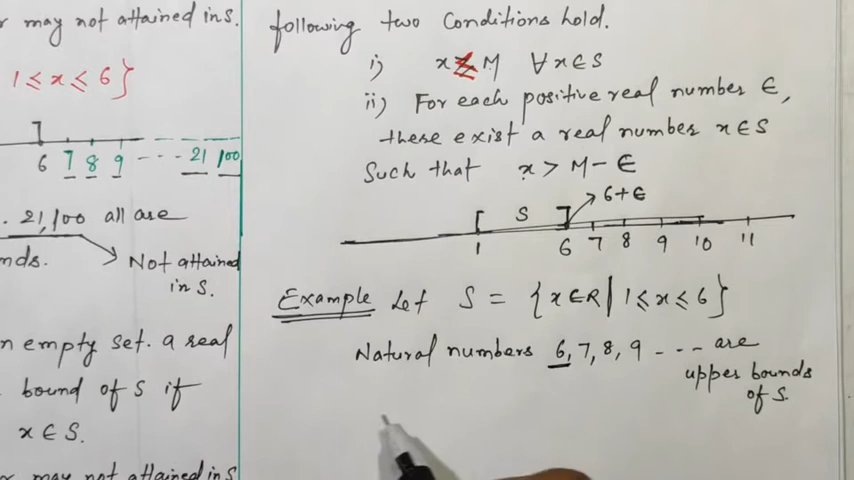 r may not attained in S.
1 ≤ x ≤ 6 }
6 7 8 9 --- 21 100
. 21, 100 all are
nds.
Not attained
in S.
n empty set. a real
bound of S if
x ∈ S.
r may not attained in S
following two Conditions hold.
i) x ≤ M ∀ x ∈ S
ii) For each positive real number ∈,
there exist a real number x ∈ S
Such that x > M - ∈
S 6+∈
1 6 7 8 9 10 11
Example Let S = { x ∈ R | 1 ≤ x ≤ 6 }
Natural numbers 6, 7, 8, 9 --- are
upper bounds
of S.